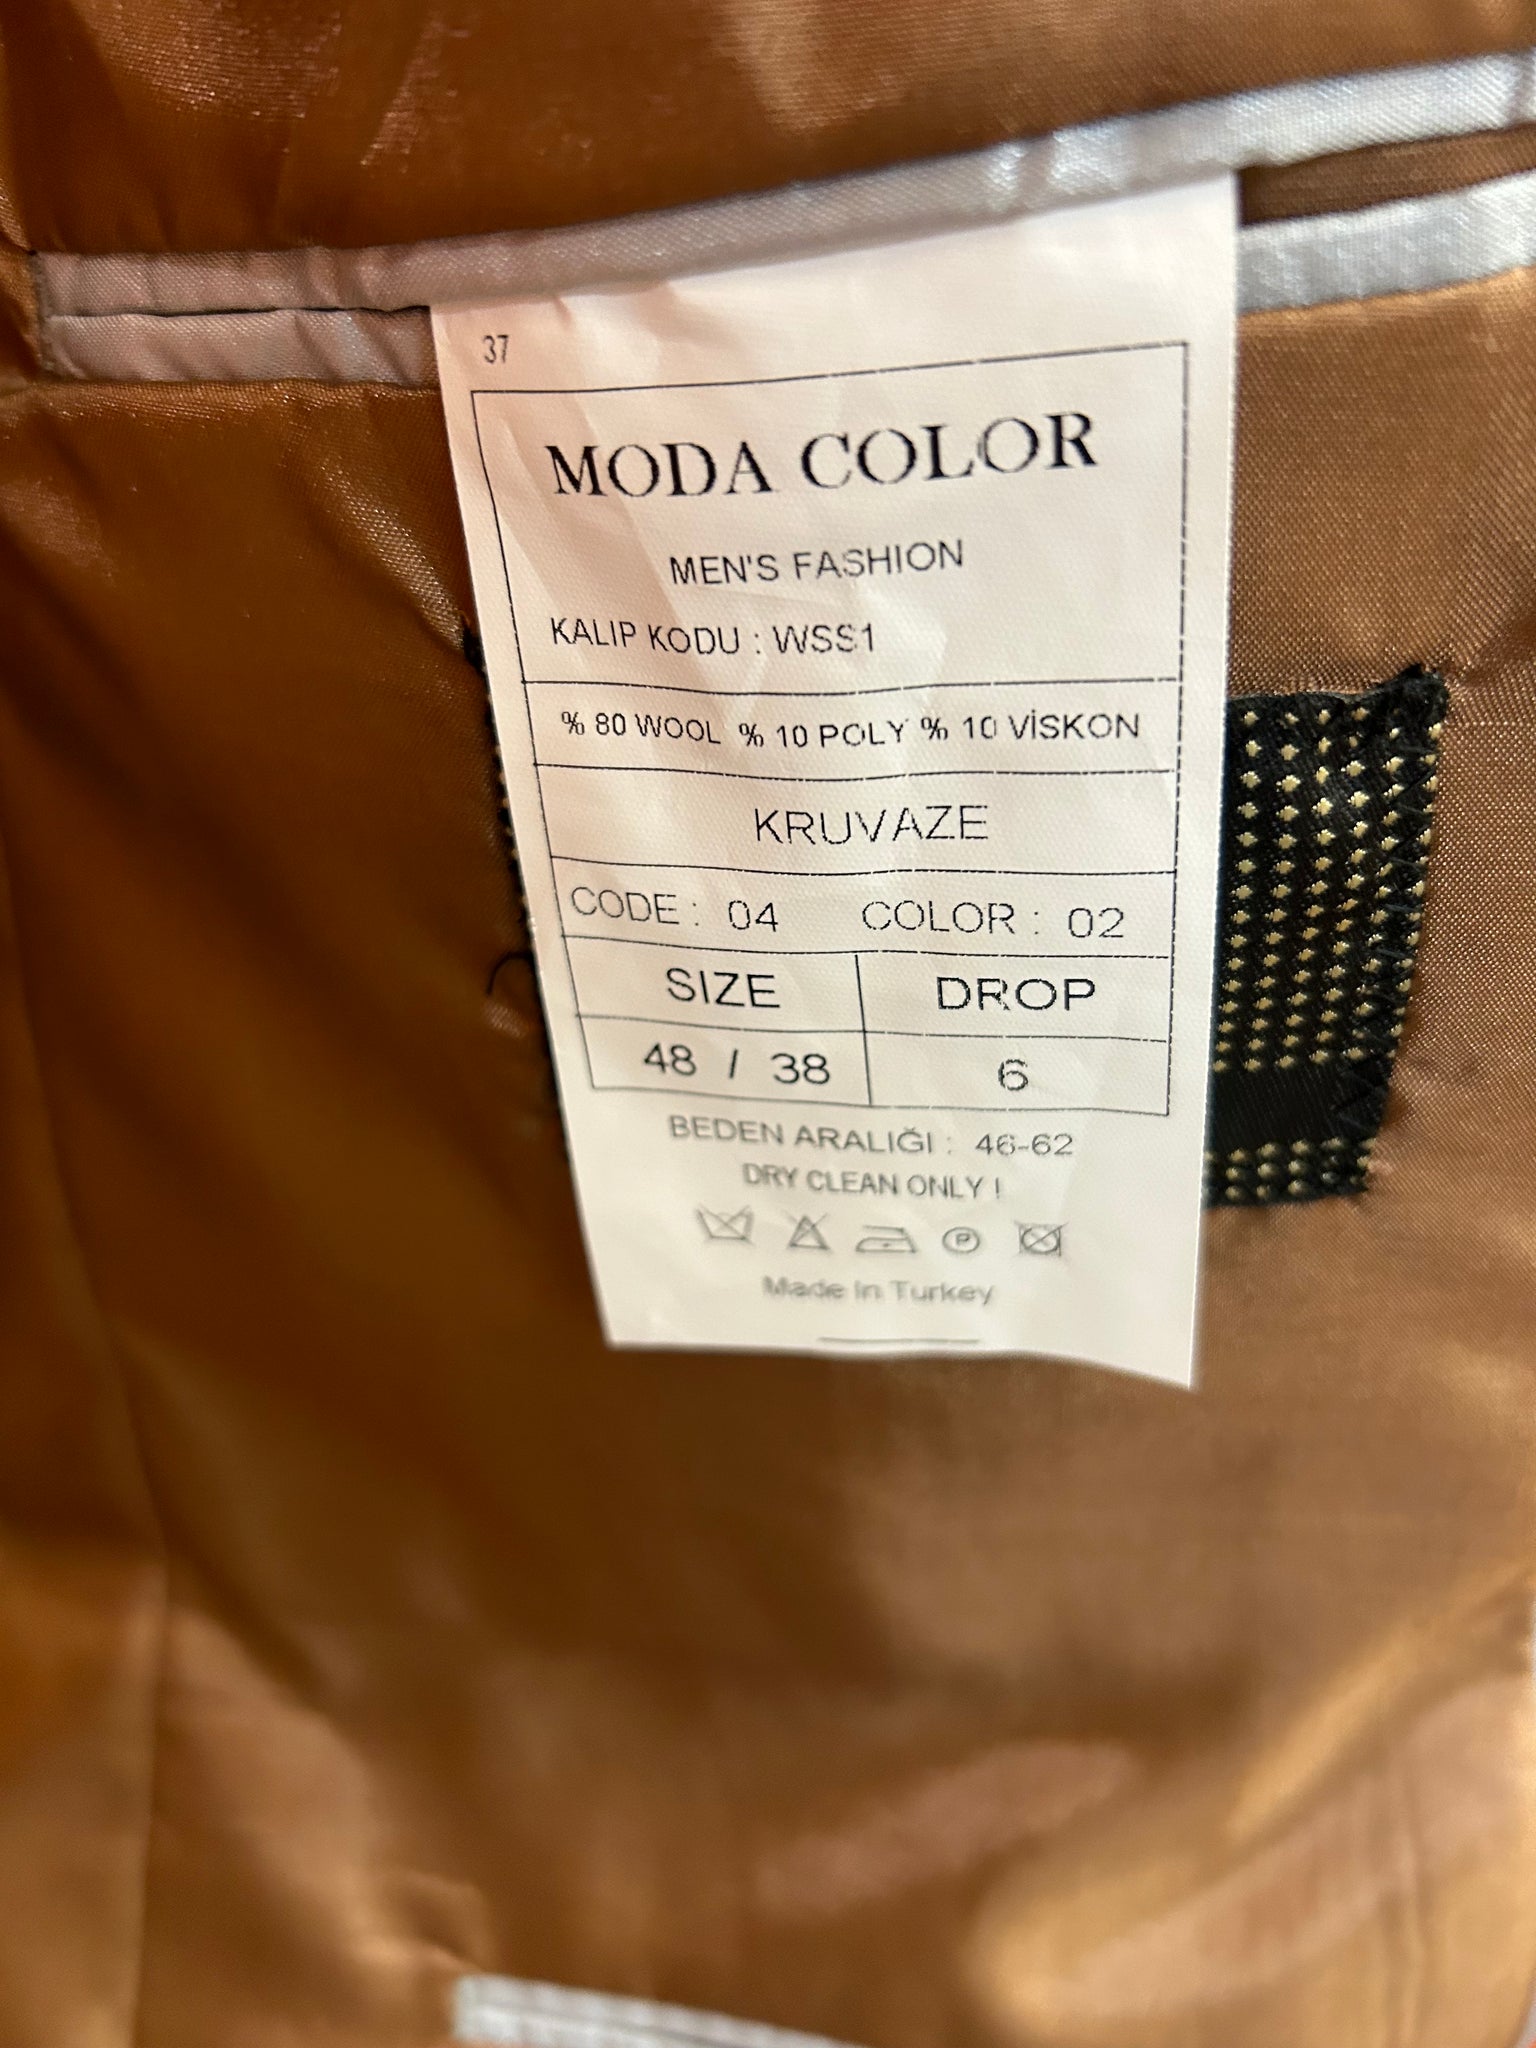 37
MODA COLOR
MEN'S FASHION
KALIP KODU : WSS1
% 80 WOOL % 10 POLY % 10 VİSKON
KRUVAZE
CODE : 04 COLOR : 02
SIZE DROP
48 / 38 6
BEDEN ARALIĞI : 46-62
DRY CLEAN ONLY !
P
Made In Turkey